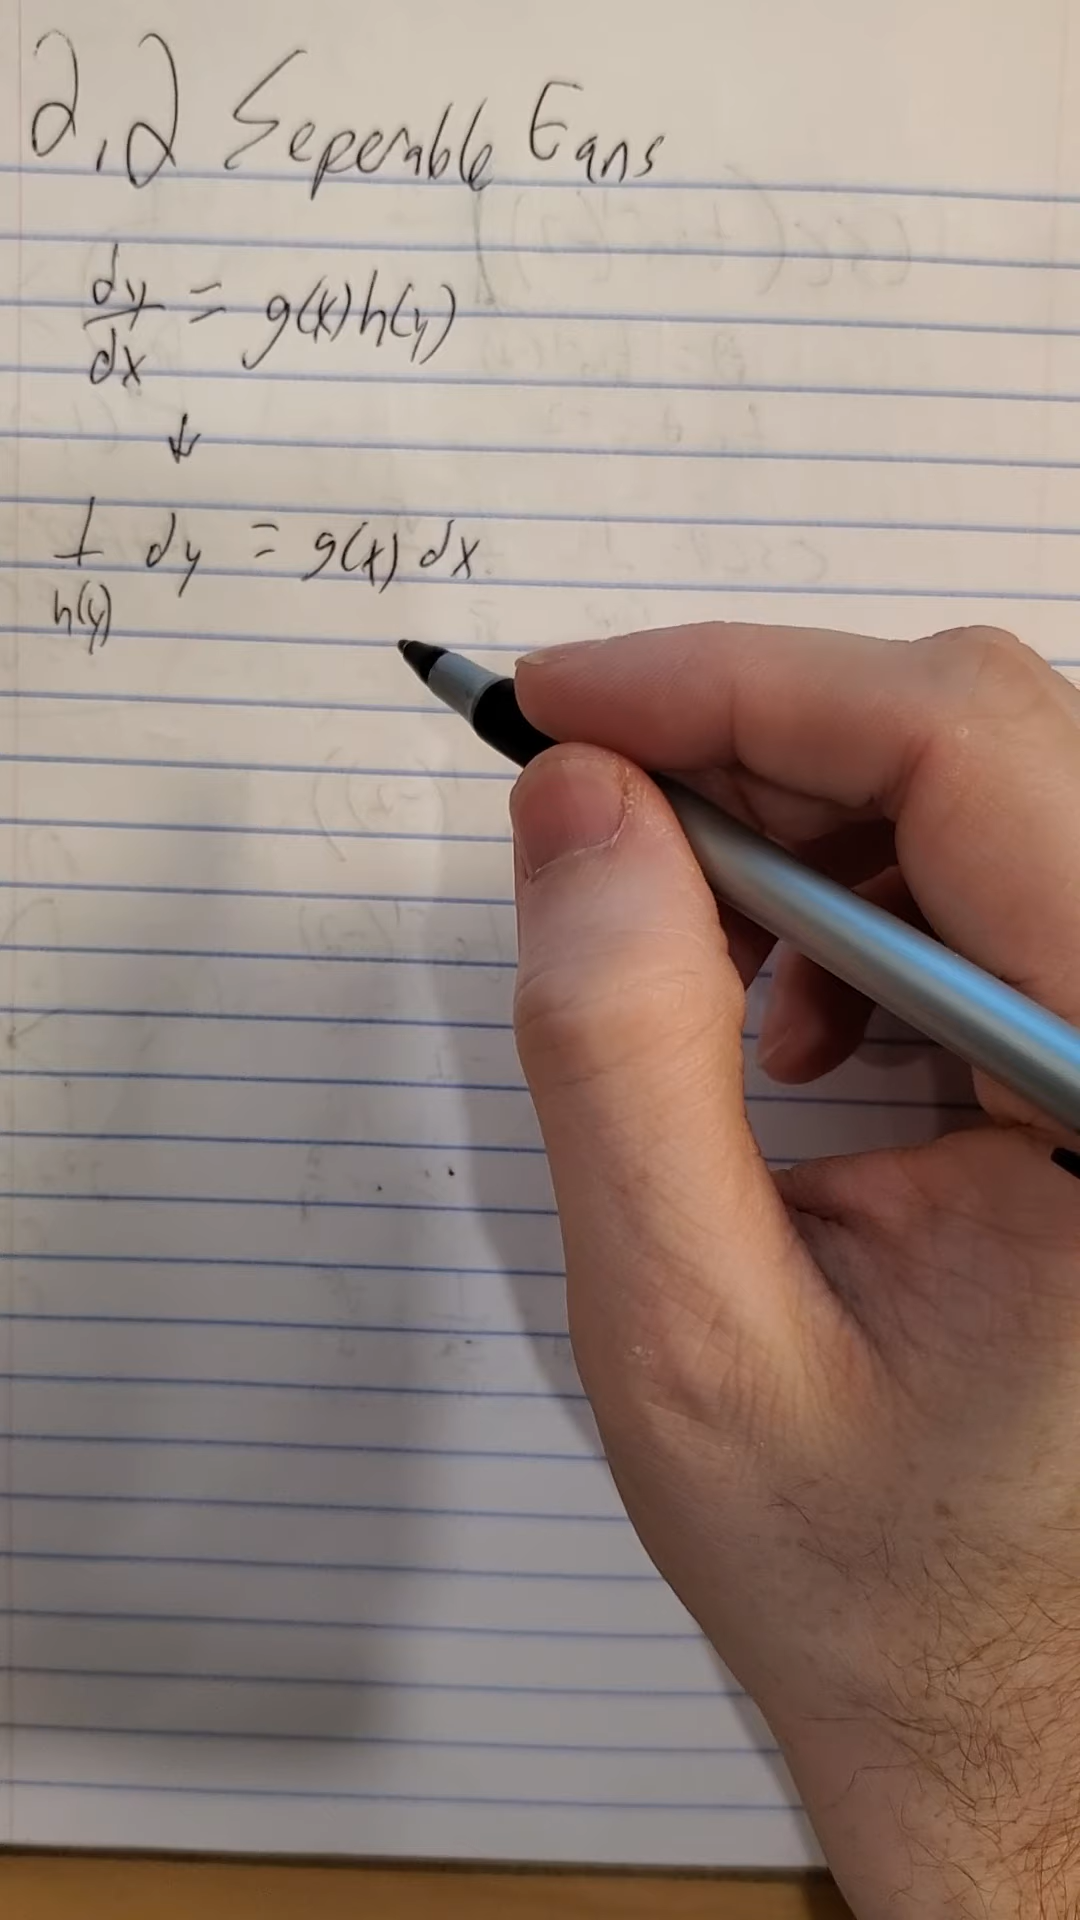 2.2 Seperable Eqns
dy/dx = g(x)h(y)
↓
1/h(y) dy = g(x) dx